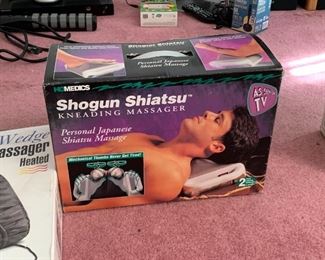 Shogun Shiatsu
Personal Japanese
Shiatsu Massage
HOMEDICS
Shogun Shiatsu™
KNEADING MASSAGER
AS SEEN ON
TV
Personal Japanese
Shiatsu Massage
Mechanical Thumbs Never Get Tired!
2
Wedge
assager
Heated